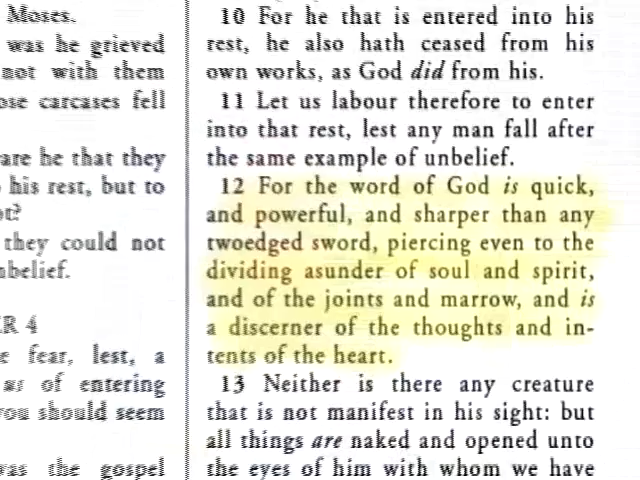 Moses.
was he grieved
not with them
ose carcases fell
are he that they
his rest, but to
ot?
they could not
nbelief.
R 4
e fear, lest, a
as of entering
you should seem
was the gospel
10 For he that is entered into his
rest, he also hath ceased from his
own works, as God did from his.
11 Let us labour therefore to enter
into that rest, lest any man fall after
the same example of unbelief.
12 For the word of God is quick,
and powerful, and sharper than any
twoedged sword, piercing even to the
dividing asunder of soul and spirit,
and of the joints and marrow, and is
a discerner of the thoughts and in-
tents of the heart.
13 Neither is there any creature
that is not manifest in his sight: but
all things are naked and opened unto
the eyes of him with whom we have